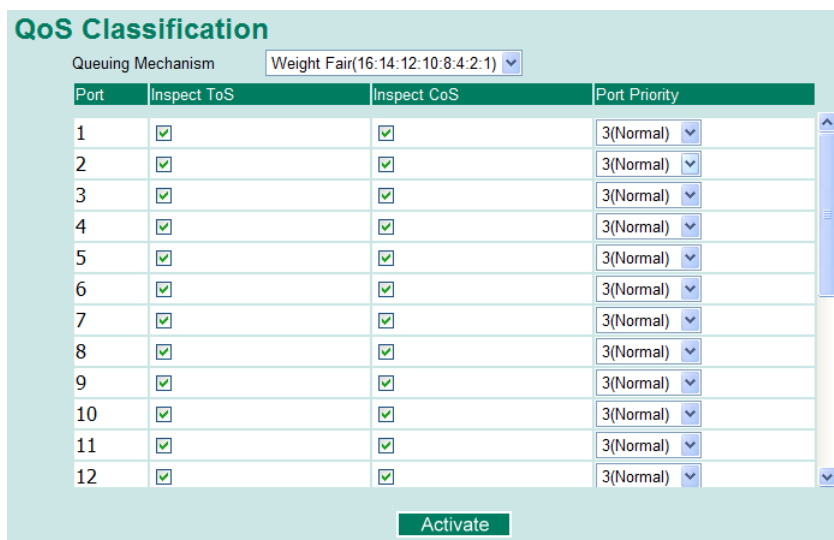 QoS Classification
Queuing Mechanism Weight Fair(16:14:12:10:8:4:2:1)
Port Inspect ToS Inspect CoS Port Priority
1 3(Normal)
2 3(Normal)
3 3(Normal)
4 3(Normal)
5 3(Normal)
6 3(Normal)
7 3(Normal)
8 3(Normal)
9 3(Normal)
10 3(Normal)
11 3(Normal)
12 3(Normal)
Activate